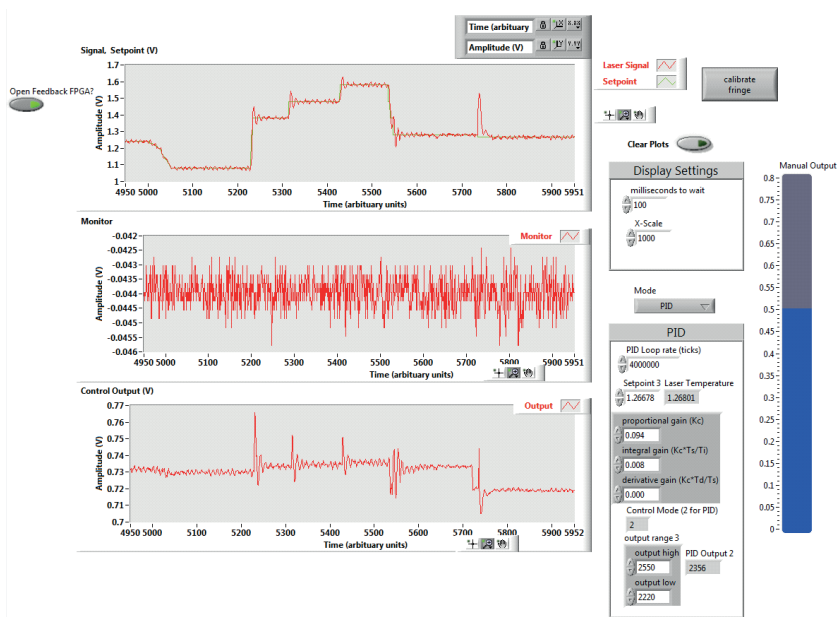 Time (arbituary
X.XX
Amplitude (V)
Y.YY
Signal, Setpoint (V)
Laser Signal
Setpoint
calibrate
fringe
Open Feedback FPGA?
1.7
1.6
1.5
1.4
1.3
1.2
1.1
1
Amplitude (V)
4950 5000 5100 5200 5300 5400 5500 5600 5700 5800 5900 5951
Time (arbituary units)
Clear Plots
Display Settings
milliseconds to wait
100
X-Scale
1000
Manual Output
0.8
0.75
0.7
0.65
0.6
0.55
0.5
0.45
0.4
0.35
0.3
0.25
0.2
0.15
0.1
0.05
0
Monitor
Monitor
-0.042
-0.0425
-0.043
-0.0435
-0.044
-0.0445
-0.045
-0.0455
-0.046
Amplitude (V)
4950 5000 5100 5200 5300 5400 5500 5600 5700 5800 5900 5951
Time (arbituary units)
Mode
PID
PID
PID Loop rate (ticks)
4000000
Setpoint 3 Laser Temperature
1.26678 1.26801
proportional gain (Kc)
0.094
integral gain (Kc*Ts/Ti)
0.008
derivative gain (Kc*Td/Ts)
0.000
Control Mode (2 for PID)
2
output range 3
output high PID Output 2
2550 2356
output low
2220
Control Output (V)
Output
0.77
0.76
0.75
0.74
0.73
0.72
0.71
0.7
Amplitude (V)
4950 5000 5100 5200 5300 5400 5500 5600 5700 5800 5900 5952
Time (arbituary units)